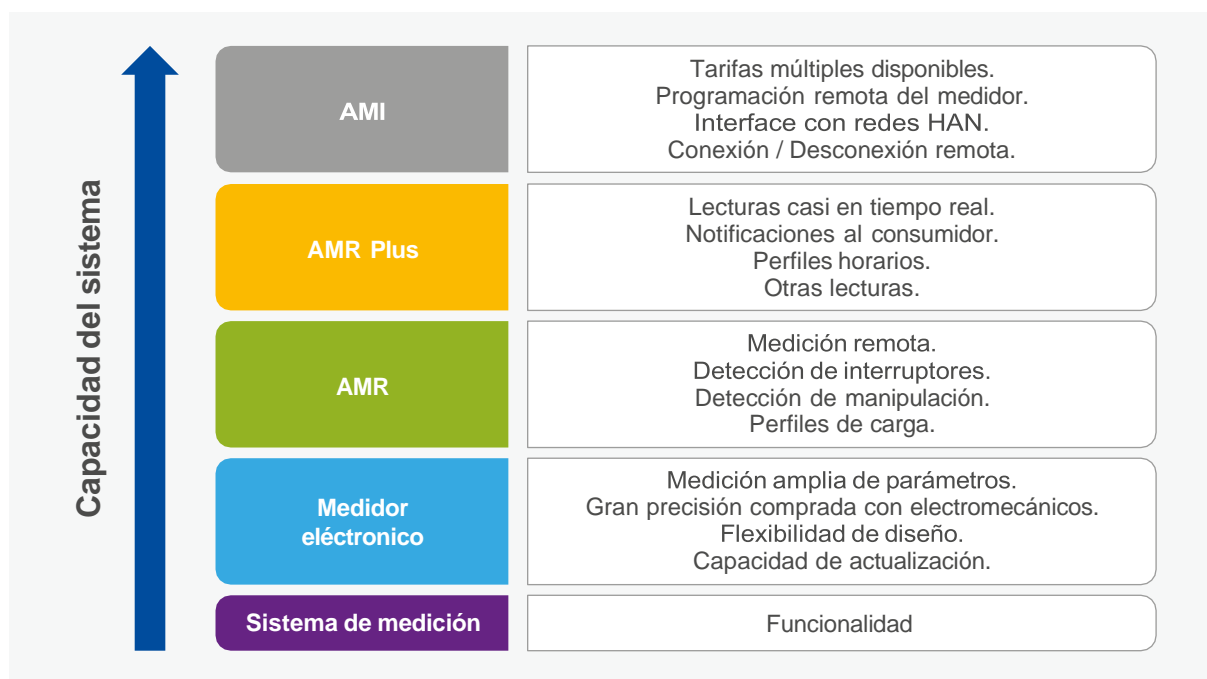 Capacidad del sistema
AMI
Tarifas múltiples disponibles.
Programación remota del medidor.
Interface con redes HAN.
Conexión / Desconexión remota.
AMR Plus
Lecturas casi en tiempo real.
Notificaciones al consumidor.
Perfiles horarios.
Otras lecturas.
AMR
Medición remota.
Detección de interruptores.
Detección de manipulación.
Perfiles de carga.
Medidor
eléctronico
Medición amplia de parámetros.
Gran precisión comprada con electromecánicos.
Flexibilidad de diseño.
Capacidad de actualización.
Sistema de medición
Funcionalidad